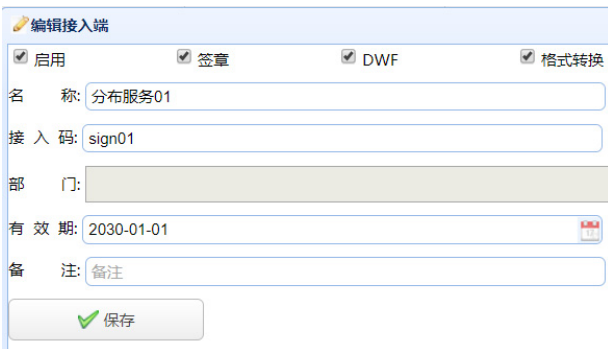 编辑接入端
启用 签章 DWF 格式转换
名 称: 分布服务01
接 入 码: sign01
部 门:
有 效 期: 2030-01-01
备 注: 备注
保存